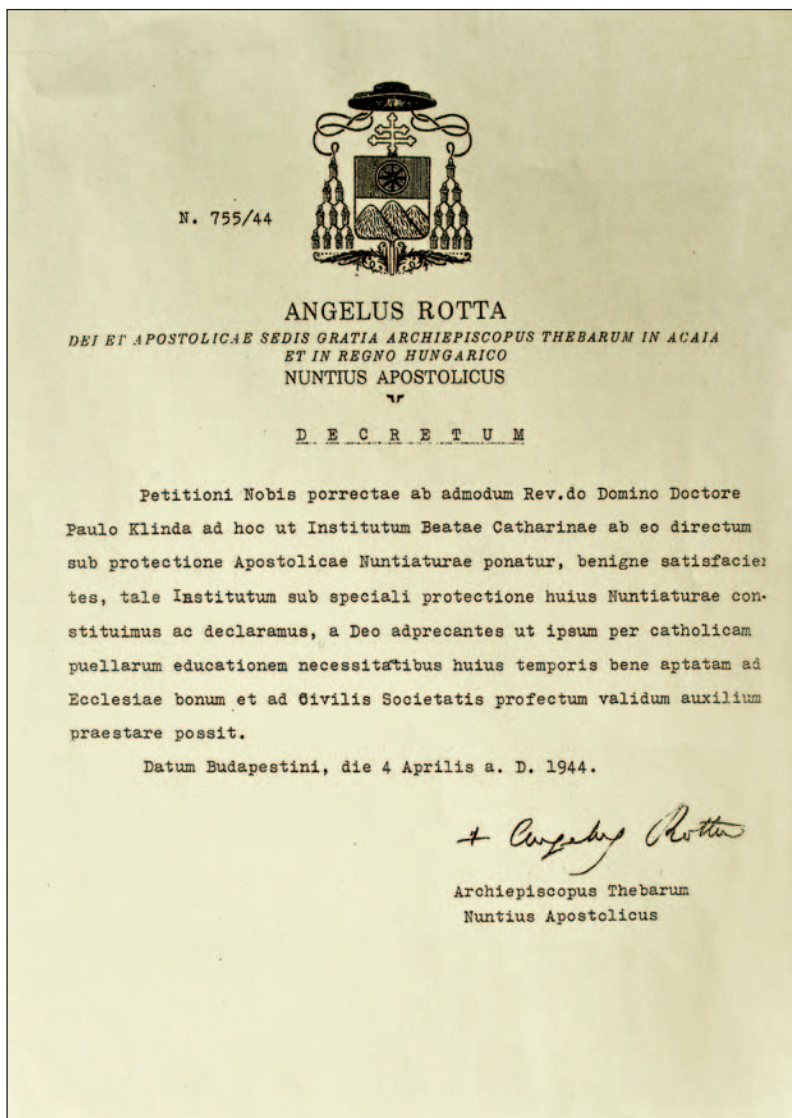 N. 755/44
ANGELUS ROTTA
DEI ET APOSTOLICAE SEDIS GRATIA ARCHIEPISCOPUS THEBARUM IN ACAIA
ET IN REGNO HUNGARICO
NUNTIUS APOSTOLICUS
D E C R E T U M
Petitioni Nobis porrectae ab admodum Rev.do Domino Doctore
Paulo Klinda ad hoc ut Institutum Beatae Catharinae ab eo directum
sub protectione Apostolicae Nuntiaturae ponatur, benigne satisfacien
tes, tale Institutum sub speciali protectione huius Nuntiaturae con-
stituimus ac declaramus, a Deo adprecantes ut ipsum per catholicam
puellarum educationem necessitatibus huius temporis bene aptatam ad
Ecclesiae bonum et ad Civilis Societatis profectum validum auxilium
praestare possit.
Datum Budapestini, die 4 Aprilis a. D. 1944.
+ Angelus Rotta
Archiepiscopus Thebarum
Nuntius Apostolicus